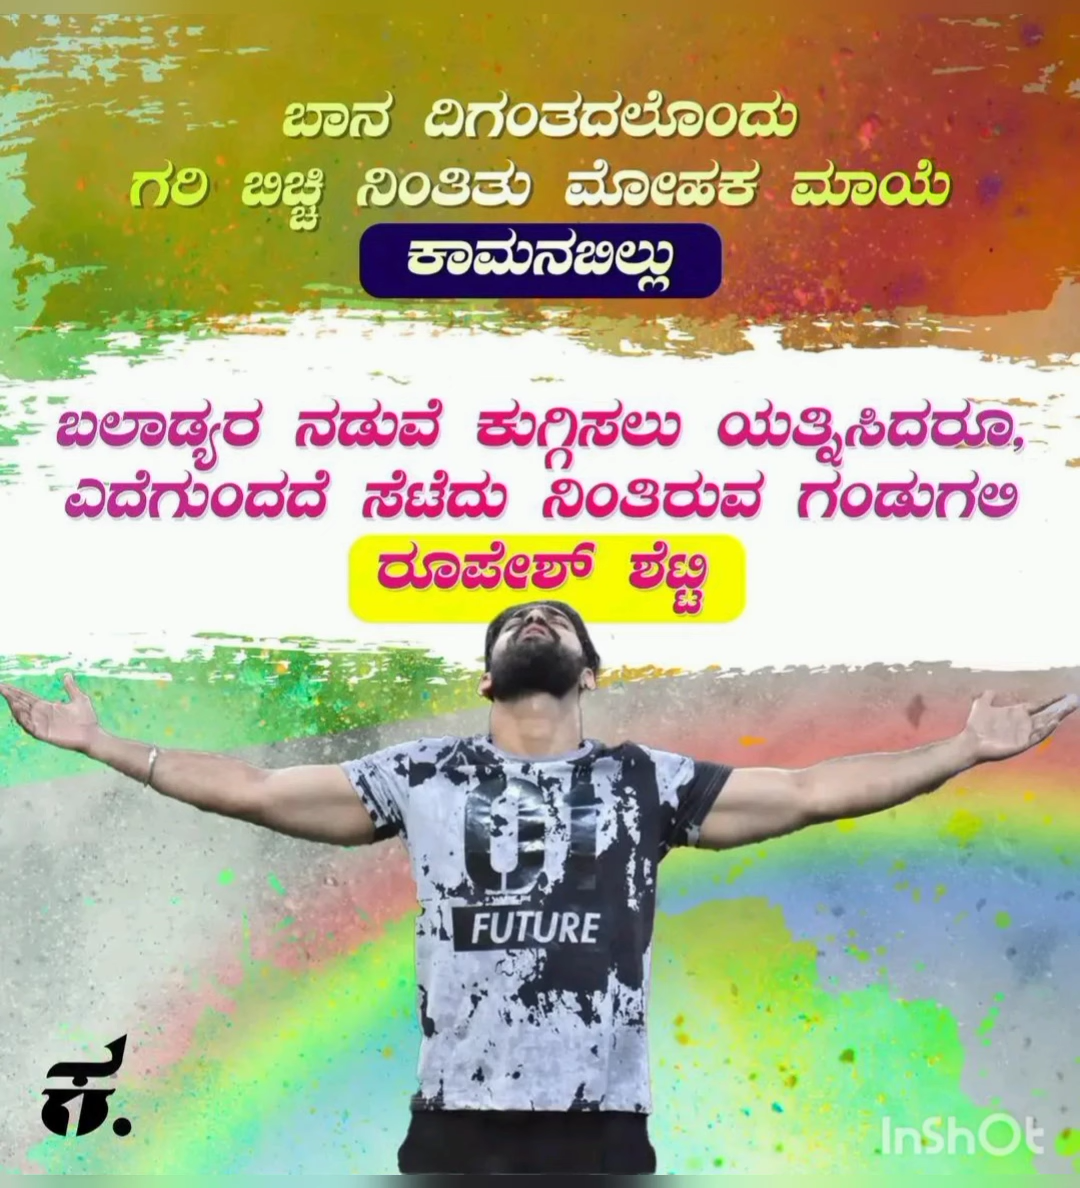 ಬಾನ ದಿಗಂತದಲೊಂದು
ಗರಿ ಬಿಚ್ಚಿ ನಿಂತಿತು ಮೋಹಕ ಮಾಯೆ
ಕಾಮನಬಿಲ್ಲು
ಬಲಾಡ್ಯರ ನಡುವೆ ಕುಗ್ಗಿಸಲು ಯತ್ನಿಸಿದರೂ,
ಎದೆಗುಂದದೆ ಸೆಟೆದು ನಿಂತಿರುವ ಗಂಡುಗಲಿ
ರೂಪೇಶ್ ಶೆಟ್ಟಿ
FUTURE
ಕ.
InShOt